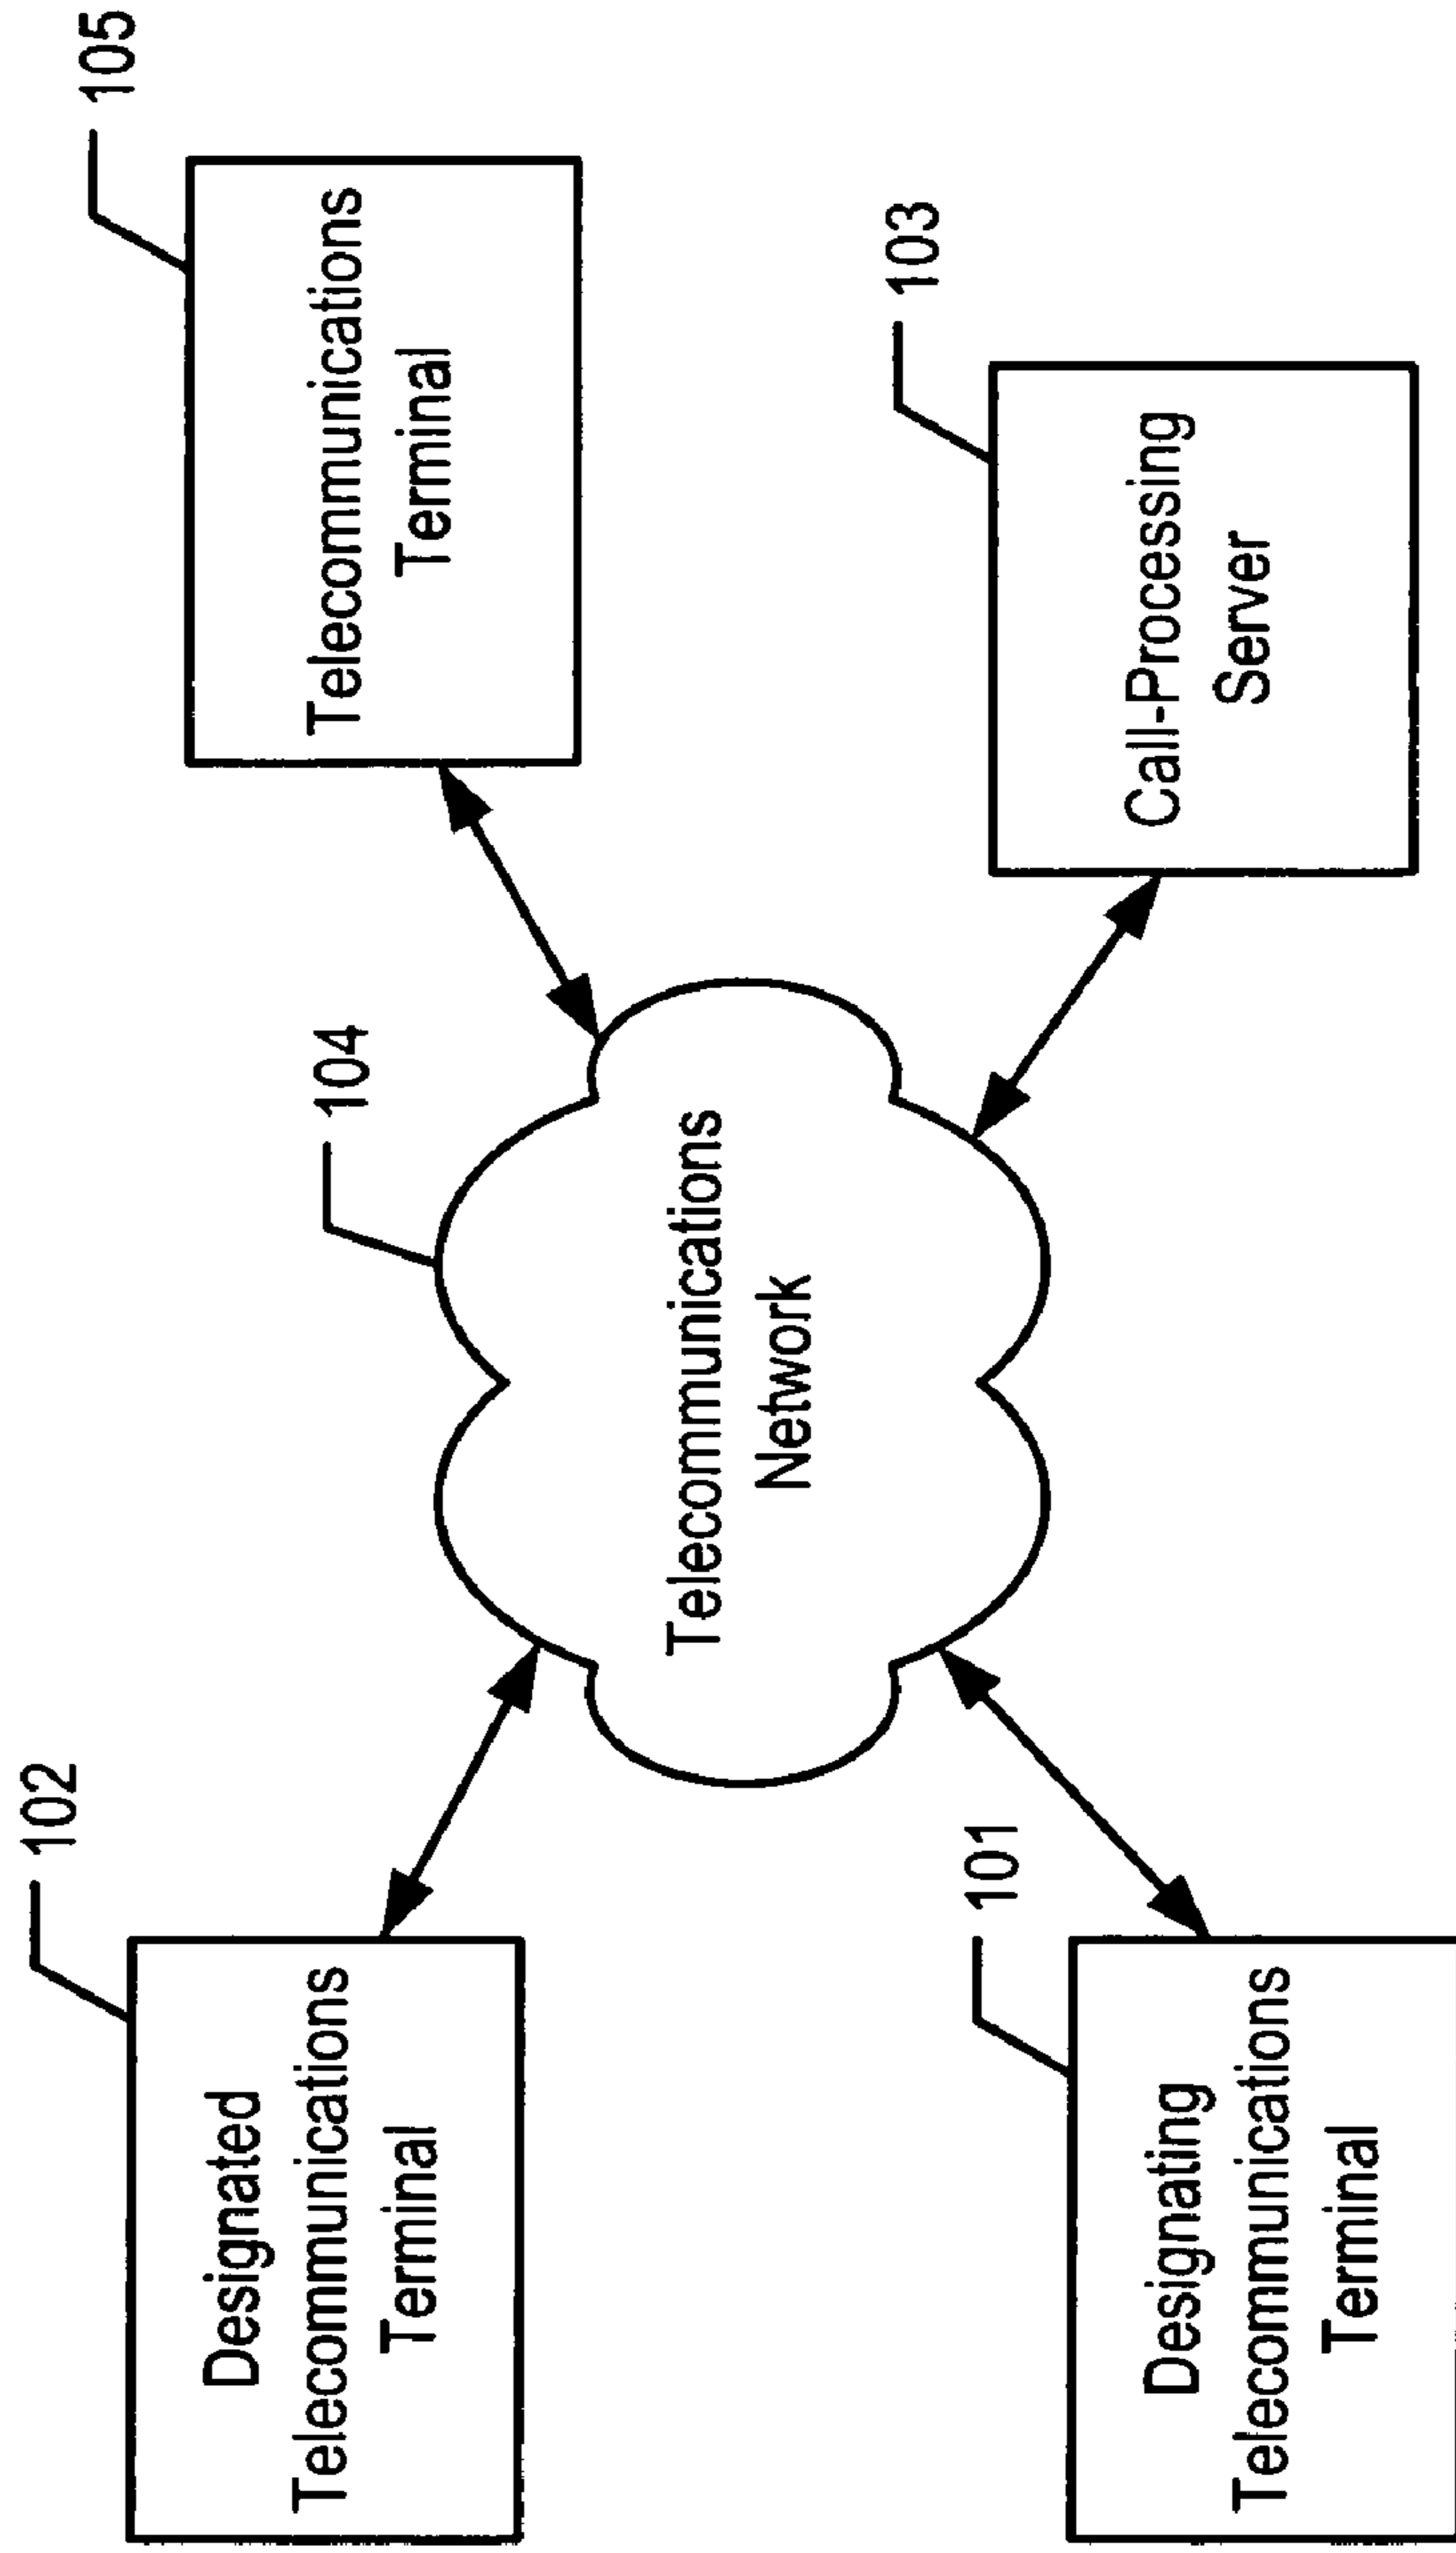 102
Designated
Telecommunications
Terminal
105
Telecommunications
Terminal
104
Telecommunications
Network
101
Designating
Telecommunications
Terminal
103
Call-Processing
Server